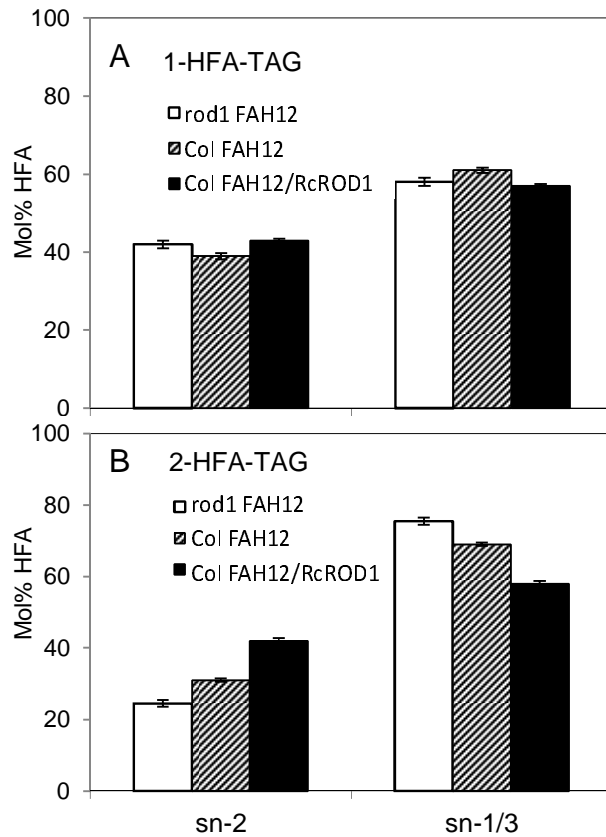 100
80
60
40
20
0
Mol% HFA
A 1-HFA-TAG
rod1 FAH12
Col FAH12
Col FAH12/RcROD1
100
80
60
40
20
0
Mol% HFA
B 2-HFA-TAG
rod1 FAH12
Col FAH12
Col FAH12/RcROD1
sn-2 sn-1/3